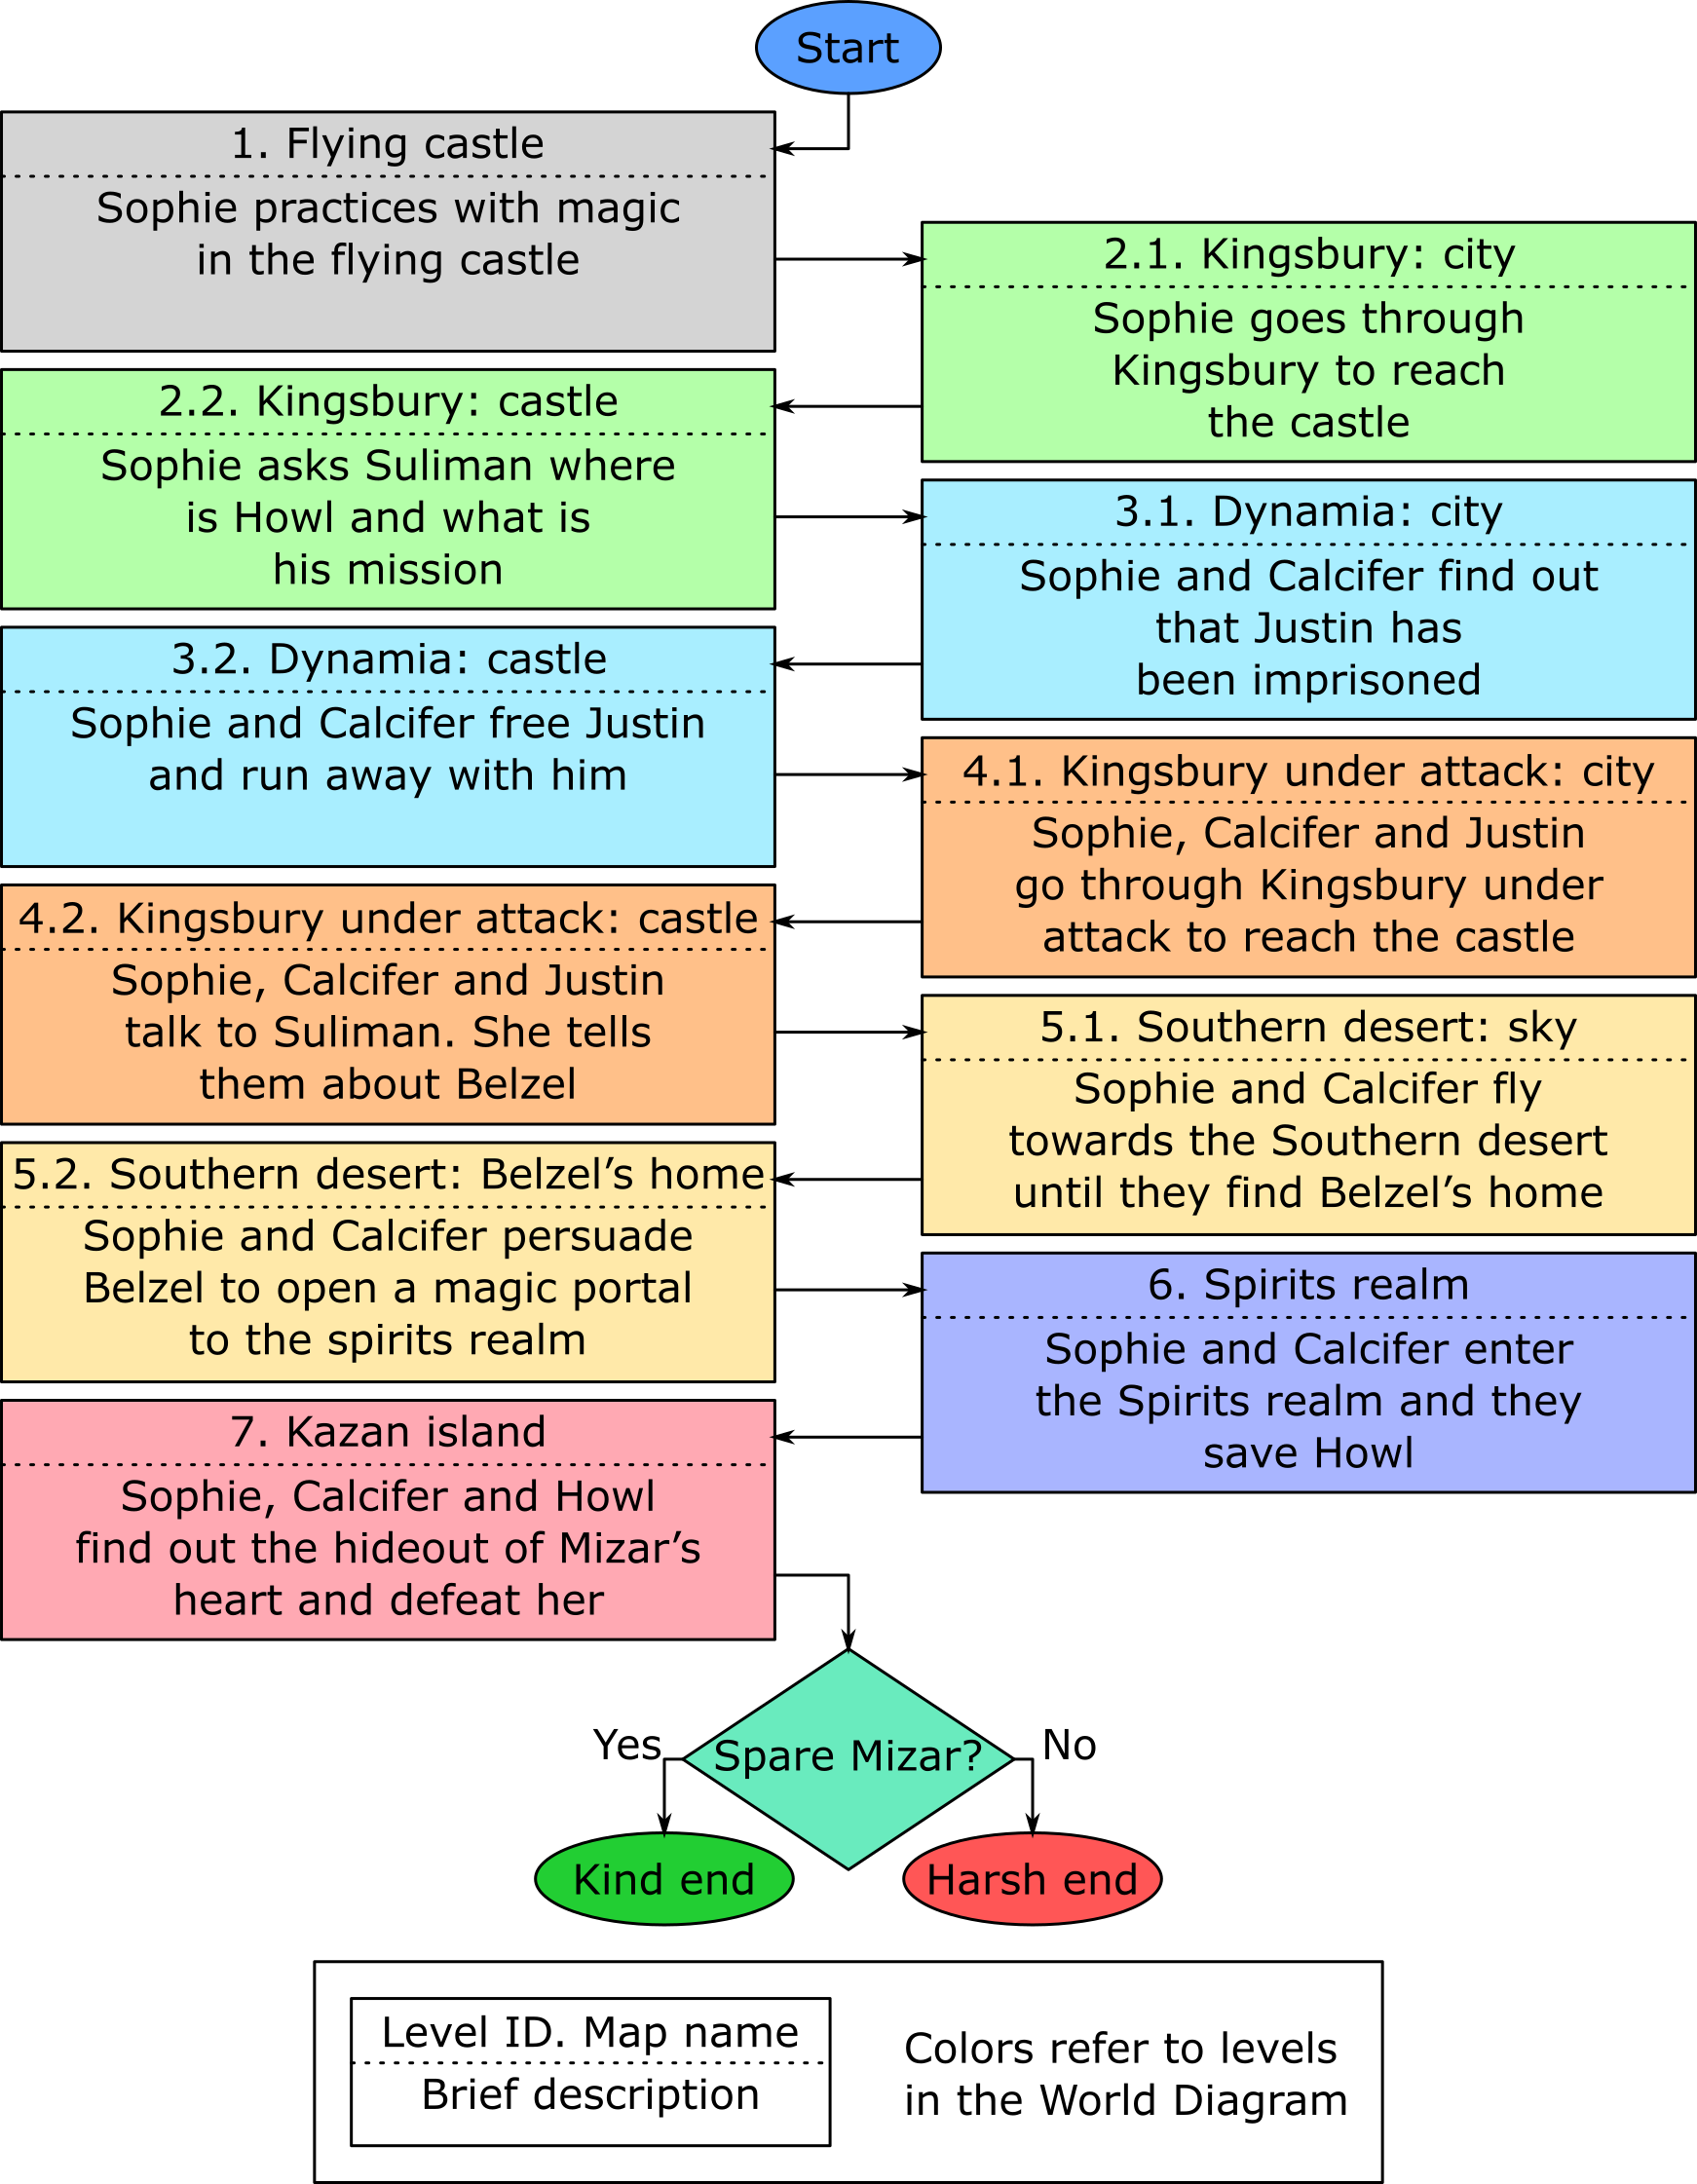 Start
1. Flying castle
Sophie practices with magic
in the flying castle
2.1. Kingsbury: city
Sophie goes through
Kingsbury to reach
the castle
2.2. Kingsbury: castle
Sophie asks Suliman where
is Howl and what is
his mission
3.1. Dynamia: city
Sophie and Calcifer find out
that Justin has
been imprisoned
3.2. Dynamia: castle
Sophie and Calcifer free Justin
and run away with him
4.1. Kingsbury under attack: city
Sophie, Calcifer and Justin
go through Kingsbury under
attack to reach the castle
4.2. Kingsbury under attack: castle
Sophie, Calcifer and Justin
talk to Suliman. She tells
them about Belzel
5.1. Southern desert: sky
Sophie and Calcifer fly
towards the Southern desert
until they find Belzel’s home
5.2. Southern desert: Belzel’s home
Sophie and Calcifer persuade
Belzel to open a magic portal
to the spirits realm
6. Spirits realm
Sophie and Calcifer enter
the Spirits realm and they
save Howl
7. Kazan island
Sophie, Calcifer and Howl
find out the hideout of Mizar’s
heart and defeat her
Spare Mizar?
Yes
No
Kind end
Harsh end
Level ID. Map name
Brief description
Colors refer to levels
in the World Diagram